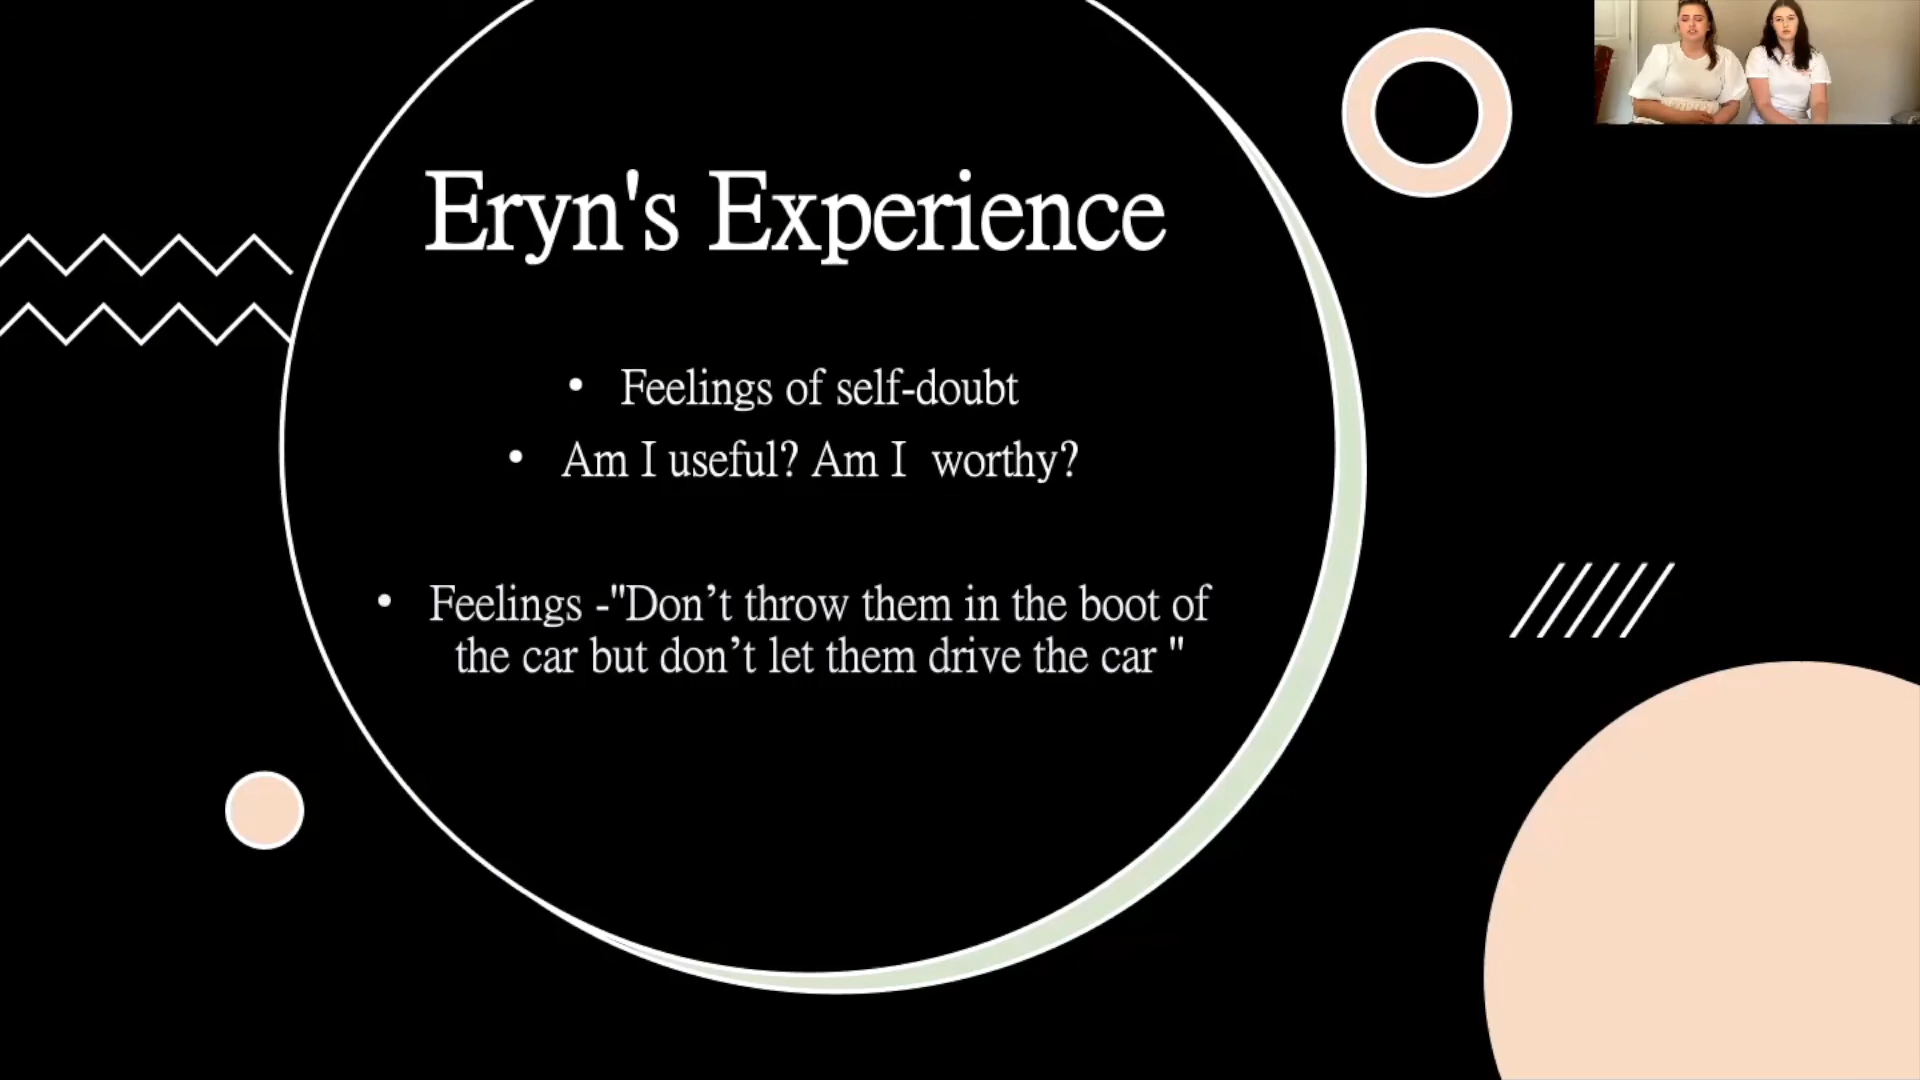 Eryn's Experience
• Feelings of self-doubt
• Am I useful? Am I  worthy?
• Feelings -"Don’t throw them in the boot of
the car but don’t let them drive the car "